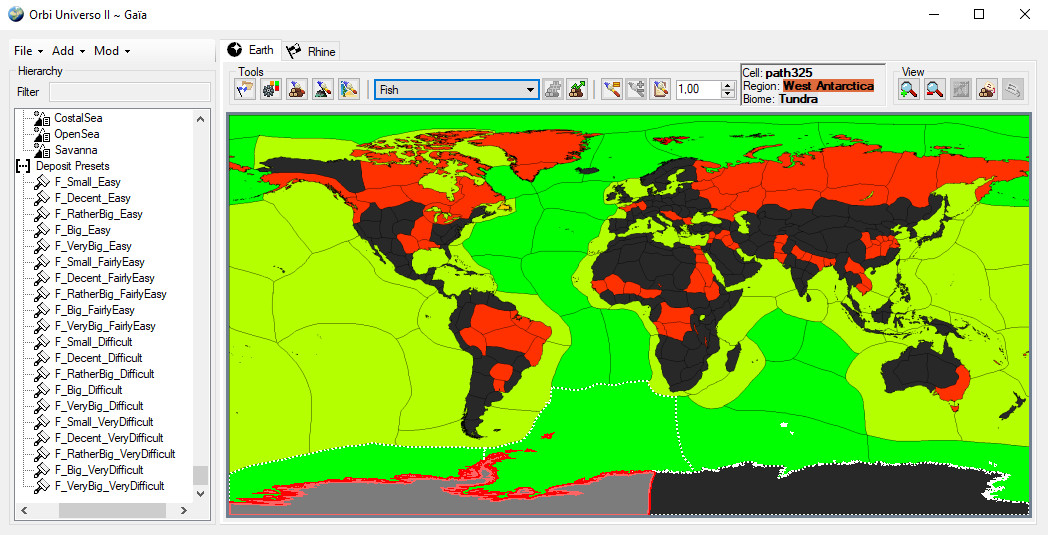 Orbi Universo II ~ Gaïa
File Add Mod
Hierarchy
Filter
CostalSea
OpenSea
Savanna
Deposit Presets
F_Small_Easy
F_Decent_Easy
F_RatherBig_Easy
F_Big_Easy
F_VeryBig_Easy
F_Small_FairlyEasy
F_Decent_FairlyEasy
F_RatherBig_FairlyEasy
F_Big_FairlyEasy
F_VeryBig_FairlyEasy
F_Small_Difficult
F_Decent_Difficult
F_RatherBig_Difficult
F_Big_Difficult
F_VeryBig_Difficult
F_Small_VeryDifficult
F_Decent_VeryDifficult
F_RatherBig_VeryDifficult
F_Big_VeryDifficult
F_VeryBig_VeryDifficult
Earth Rhine
Tools
Fish
1,00
Cell: path325
Region: West Antarctica
Biome: Tundra
View